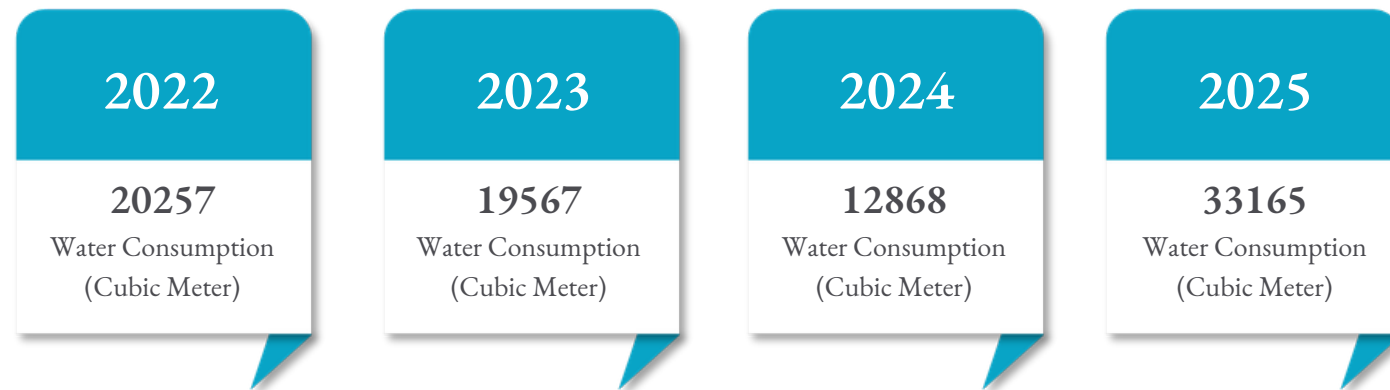 2022
20257
Water Consumption
(Cubic Meter)
2023
19567
Water Consumption
(Cubic Meter)
2024
12868
Water Consumption
(Cubic Meter)
2025
33165
Water Consumption
(Cubic Meter)